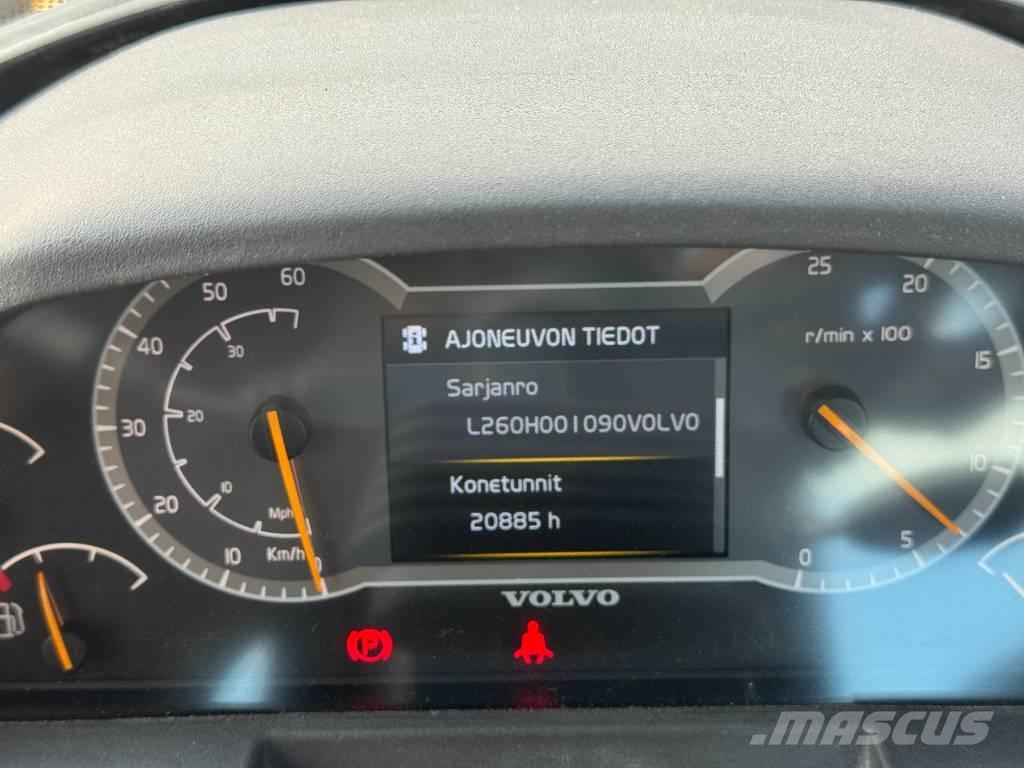 60
50
40
30
20
10
Km/h
0
30
20
10
Mph
AJONEUVON TIEDOT
Sarjanro
L260H001090VOLVO
Konetunnit
20885 h
25
20
15
10
5
0
r/min x 100
VOLVO
P
MASCUS